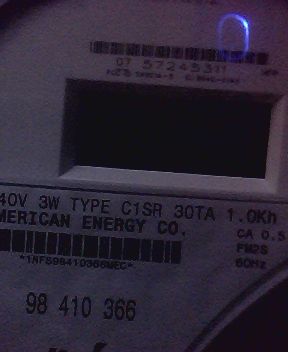 07 57245311
40V 3W TYPE C1SR 30TA 1.0Kh
MERICAN ENERGY CO.
CA 0.5
FM2S
60Hz
*1NFS98410366MEC*
98 410 366